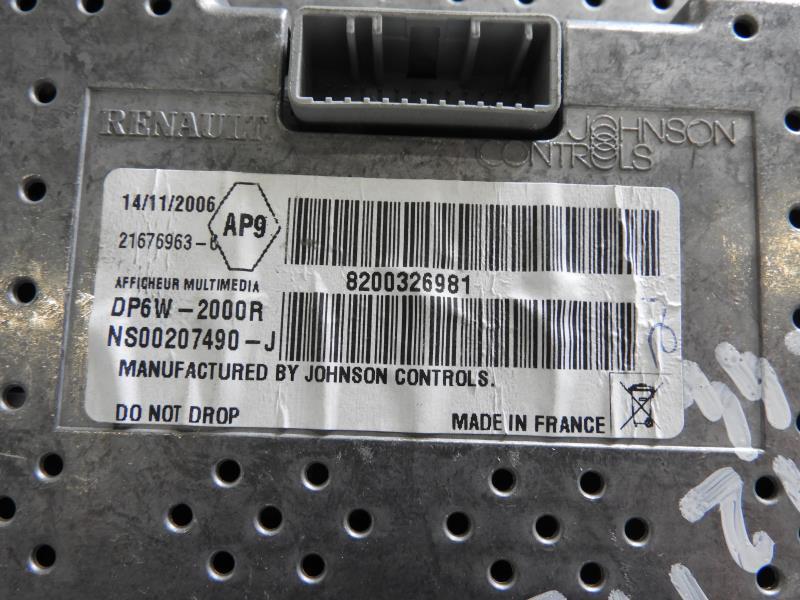 RENAULT
JOHNSON
CONTROLS
14/11/2006
AP9
21676963-
8200326981
AFFICHEUR MULTIMEDIA
DP6W-2000R
NS00207490-J
MANUFACTURED BY JOHNSON CONTROLS.
DO NOT DROP
MADE IN FRANCE